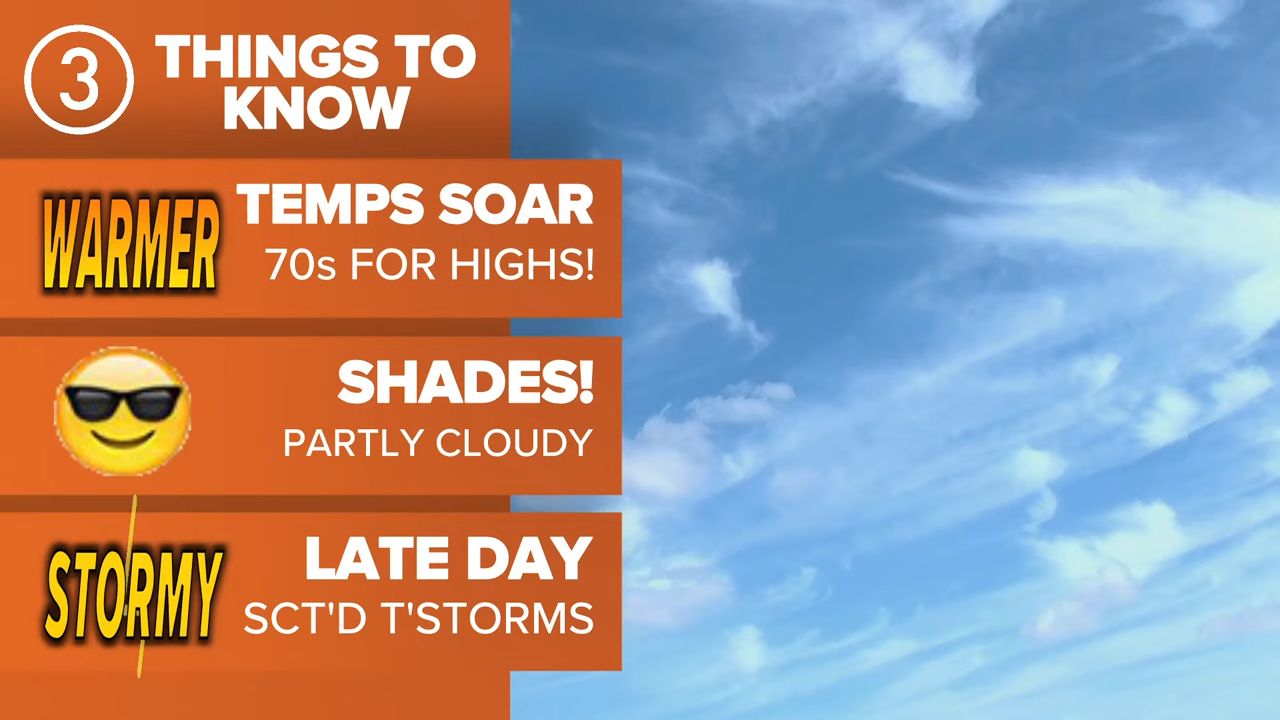 3
THINGS TO
KNOW
WARMER
TEMPS SOAR
70s FOR HIGHS!
SHADES!
PARTLY CLOUDY
STORMY
LATE DAY
SCT'D T'STORMS